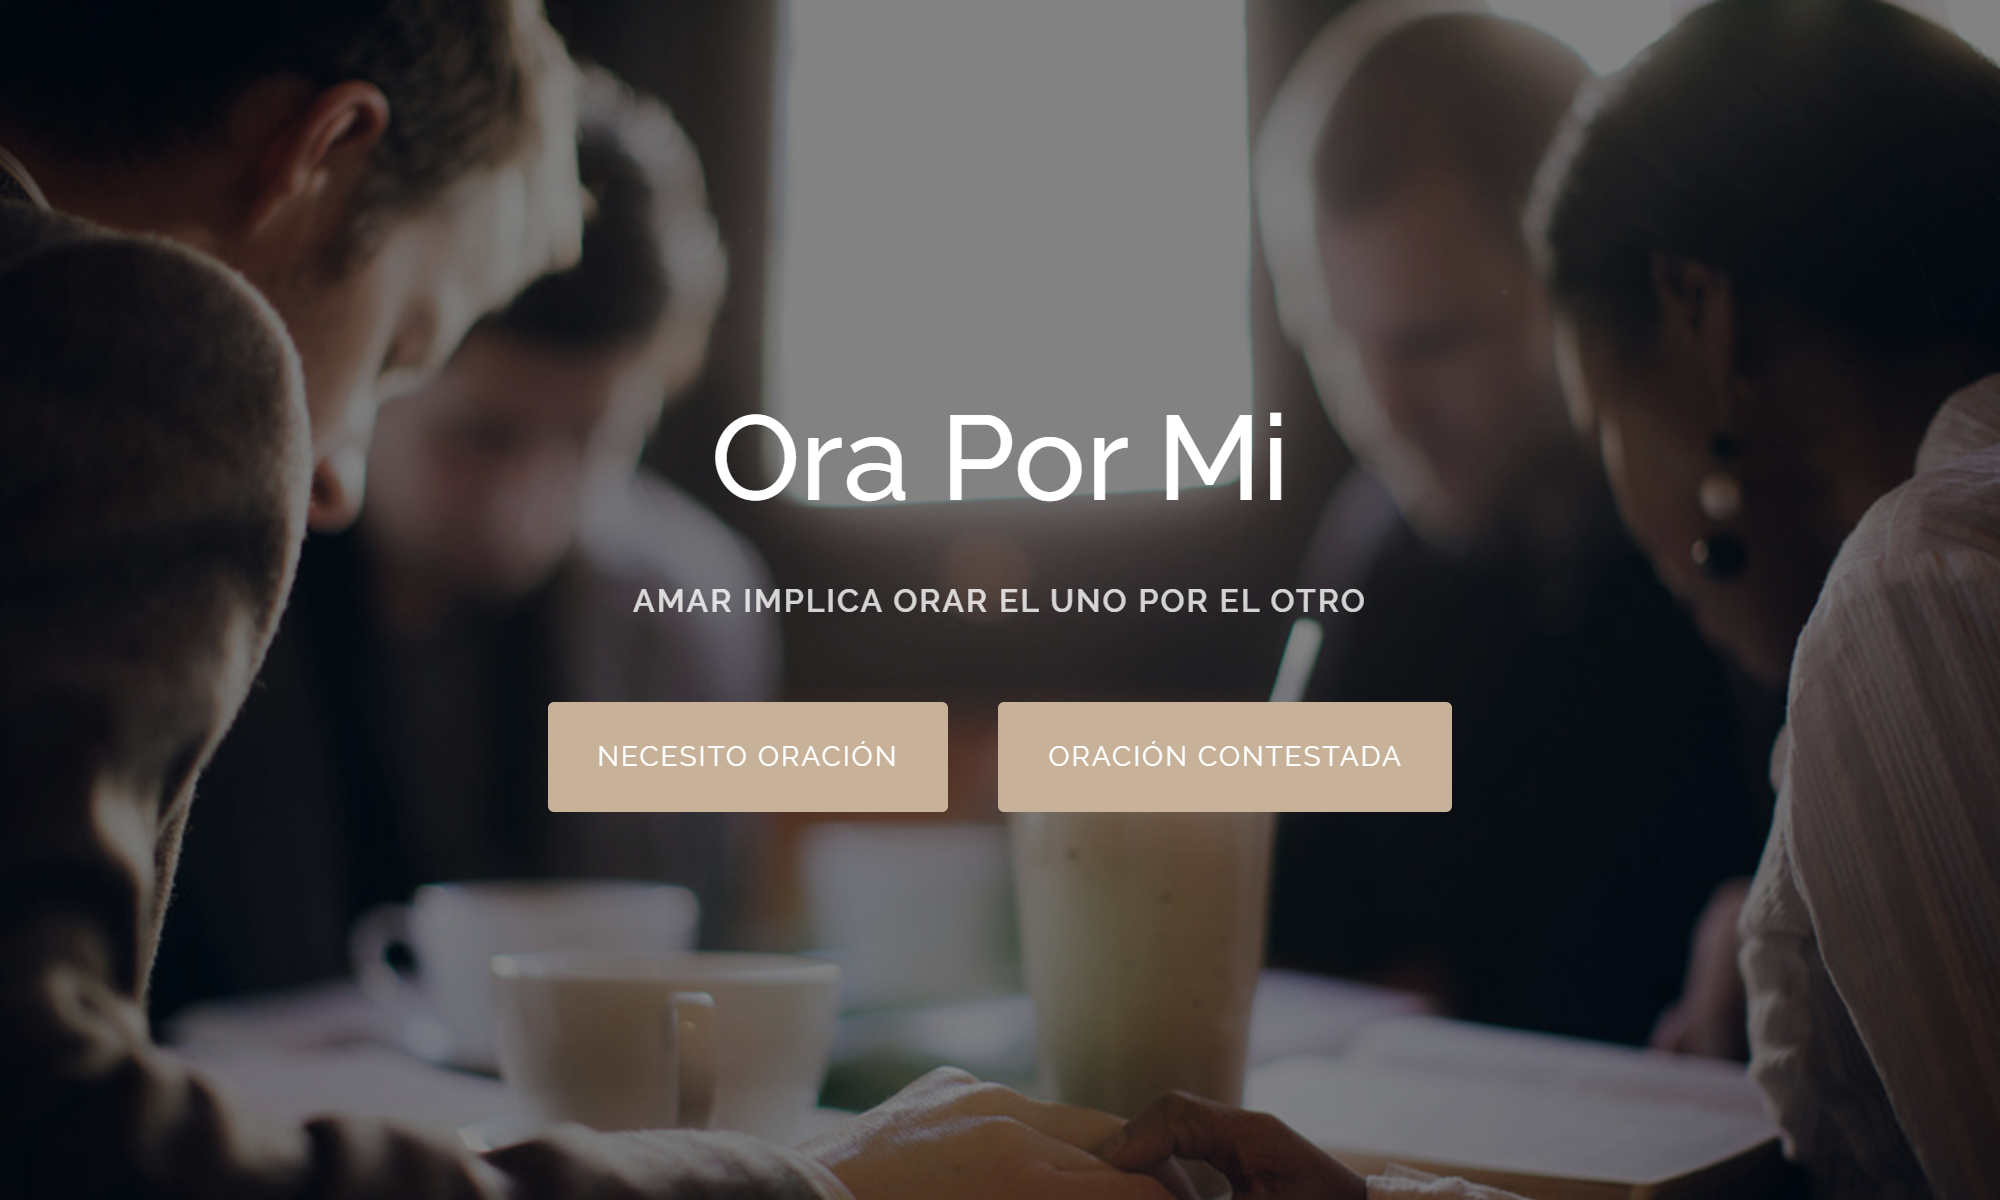 Ora Por Mi
AMAR IMPLICA ORAR EL UNO POR EL OTRO
NECESITO ORACIÓN
ORACIÓN CONTESTADA